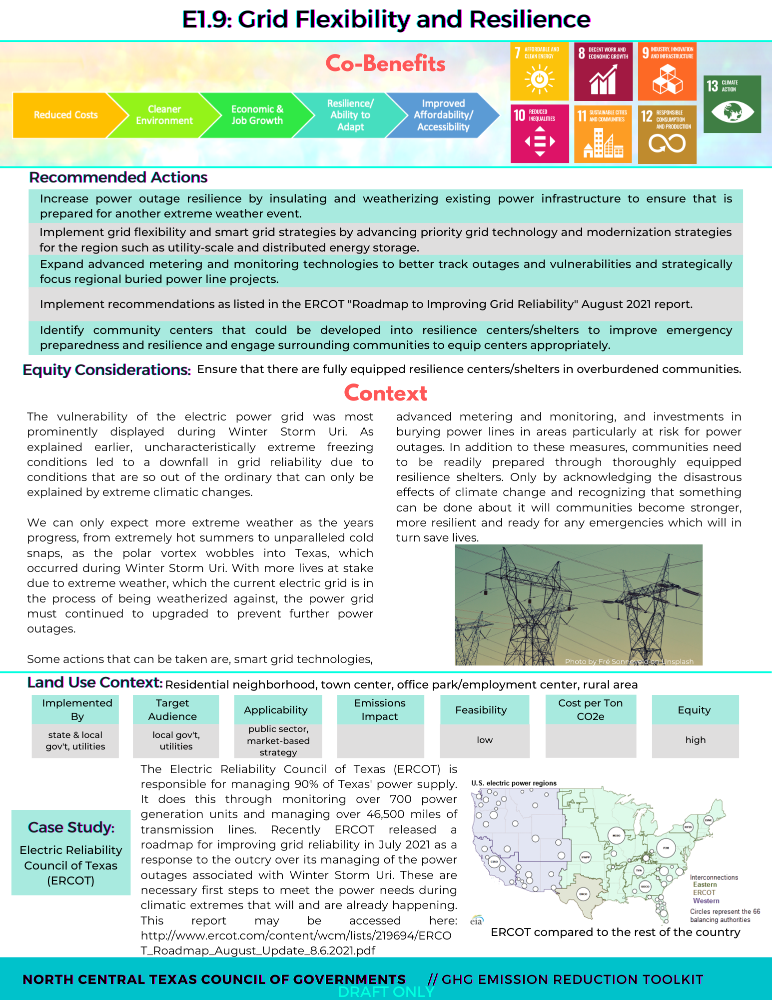 E1.9: Grid Flexibility and Resilience
Co-Benefits
Reduced Costs
Cleaner
Environment
Economic &
Job Growth
Resilience/
Ability to
Adapt
Improved
Affordability/
Accessibility
7 AFFORDABLE AND
CLEAN ENERGY
8 DECENT WORK AND
ECONOMIC GROWTH
9 INDUSTRY, INNOVATION
AND INFRASTRUCTURE
10 REDUCED
INEQUALITIES
11 SUSTAINABLE CITIES
AND COMMUNITIES
12 RESPONSIBLE
CONSUMPTION
AND PRODUCTION
13 CLIMATE
ACTION
Recommended Actions
Increase power outage resilience by insulating and weatherizing existing power infrastructure to ensure that is
prepared for another extreme weather event.
Implement grid flexibility and smart grid strategies by advancing priority grid technology and modernization strategies
for the region such as utility-scale and distributed energy storage.
Expand advanced metering and monitoring technologies to better track outages and vulnerabilities and strategically
focus regional buried power line projects.
Implement recommendations as listed in the ERCOT "Roadmap to Improving Grid Reliability" August 2021 report.
Identify community centers that could be developed into resilience centers/shelters to improve emergency
preparedness and resilience and engage surrounding communities to equip centers appropriately.
Equity Considerations: Ensure that there are fully equipped resilience centers/shelters in overburdened communities.
Context
The vulnerability of the electric power grid was most
prominently displayed during Winter Storm Uri. As
explained earlier, uncharacteristically extreme freezing
conditions led to a downfall in grid reliability due to
conditions that are so out of the ordinary that can only be
explained by extreme climatic changes.
We can only expect more extreme weather as the years
progress, from extremely hot summers to unparalleled cold
snaps, as the polar vortex wobbles into Texas, which
occurred during Winter Storm Uri. With more lives at stake
due to extreme weather, which the current electric grid is in
the process of being weatherized against, the power grid
must continued to upgraded to prevent further power
outages.
Some actions that can be taken are, smart grid technologies,
advanced metering and monitoring, and investments in
burying power lines in areas particularly at risk for power
outages. In addition to these measures, communities need
to be readily prepared through thoroughly equipped
resilience shelters. Only by acknowledging the disastrous
effects of climate change and recognizing that something
can be done about it will communities become stronger,
more resilient and ready for any emergencies which will in
turn save lives.
Photo by Fré Sonneveld on Unsplash
Land Use Context: Residential neighborhood, town center, office park/employment center, rural area
Implemented
By
state & local
gov't, utilities
Target
Audience
local gov't,
utilities
Applicability
public sector,
market-based
strategy
Emissions
Impact
Feasibility
low
Cost per Ton
CO2e
Equity
high
Case Study:
Electric Reliability
Council of Texas
(ERCOT)
The Electric Reliability Council of Texas (ERCOT) is
responsible for managing 90% of Texas' power supply.
It does this through monitoring over 700 power
generation units and managing over 46,500 miles of
transmission lines. Recently ERCOT released a
roadmap for improving grid reliability in July 2021 as a
response to the outcry over its managing of the power
outages associated with Winter Storm Uri. These are
necessary first steps to meet the power needs during
climatic extremes that will and are already happening.
This report may be accessed here:
http://www.ercot.com/content/wcm/lists/219694/ERCO
T_Roadmap_August_Update_8.6.2021.pdf
U.S. electric power regions
ISNE
NYIS
MISO
PJM
SWPP
CISO
TVA
SOCO
ERCO
Interconnections
Eastern
ERCOT
Western
Circles represent the 66
balancing authorities
eia
ERCOT compared to the rest of the country
NORTH CENTRAL TEXAS COUNCIL OF GOVERNMENTS // GHG EMISSION REDUCTION TOOLKIT
DRAFT ONLY